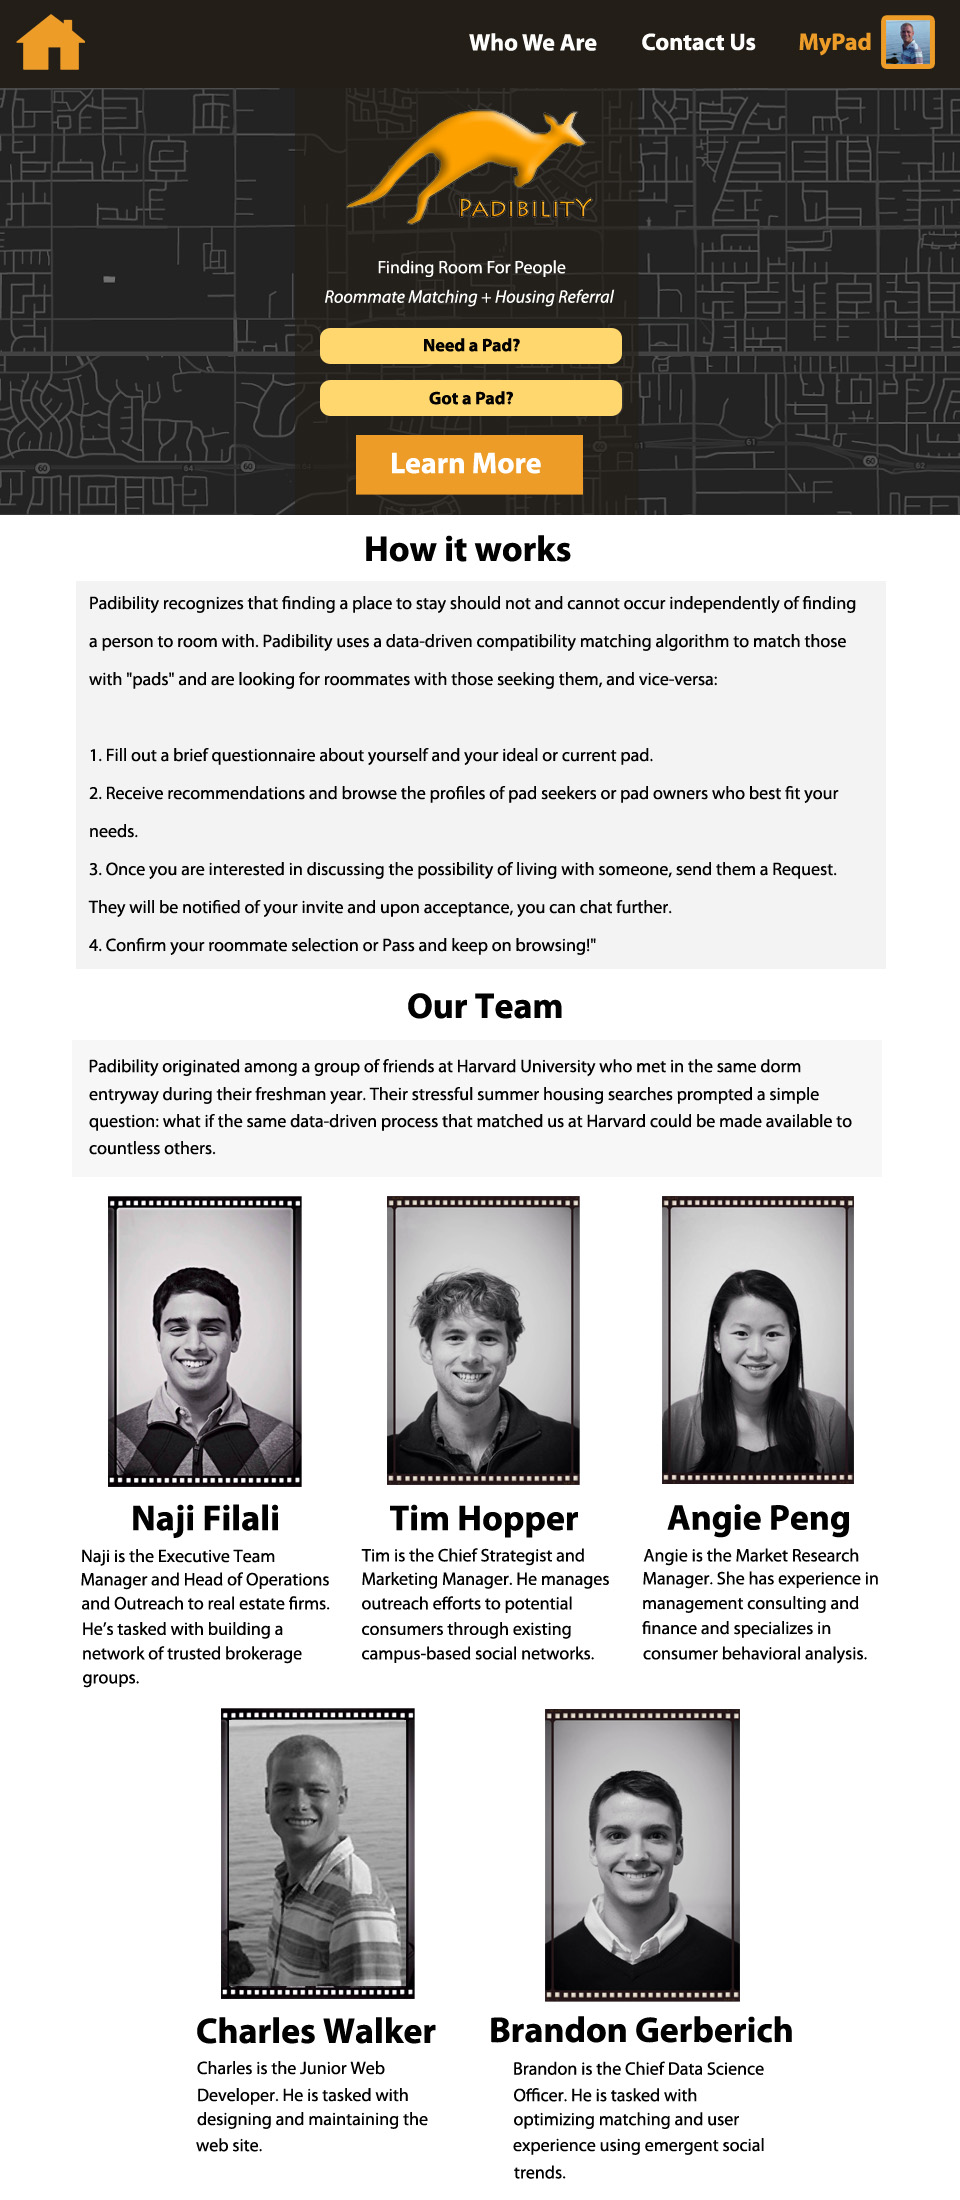 Who We Are
Contact Us
MyPad
PADIBILITY
Finding Room For People
Roommate Matching + Housing Referral
Need a Pad?
Got a Pad?
60
60
61
60
Learn More
How it works
Padibility recognizes that finding a place to stay should not and cannot occur independently of finding
a person to room with. Padibility uses a data-driven compatibility matching algorithm to match those
with "pads" and are looking for roommates with those seeking them, and vice-versa:
1. Fill out a brief questionnaire about yourself and your ideal or current pad.
2. Receive recommendations and browse the profiles of pad seekers or pad owners who best fit your
needs.
3. Once you are interested in discussing the possibility of living with someone, send them a Request.
They will be notified of your invite and upon acceptance, you can chat further.
4. Confirm your roommate selection or Pass and keep on browsing!"
Our Team
Padibility originated among a group of friends at Harvard University who met in the same dorm
entryway during their freshman year. Their stressful summer housing searches prompted a simple
question: what if the same data-driven process that matched us at Harvard could be made available to
countless others.
Naji Filali
Naji is the Executive Team
Manager and Head of Operations
and Outreach to real estate firms.
He's tasked with building a
network of trusted brokerage
groups.
Tim Hopper
Tim is the Chief Strategist and
Marketing Manager. He manages
outreach efforts to potential
consumers through existing
campus-based social networks.
Angie Peng
Angie is the Market Research
Manager. She has experience in
management consulting and
finance and specializes in
consumer behavioral analysis.
Charles Walker
Charles is the Junior Web
Developer. He is tasked with
designing and maintaining the
web site.
Brandon Gerberich
Brandon is the Chief Data Science
Officer. He is tasked with
optimizing matching and user
experience using emergent social
trends.